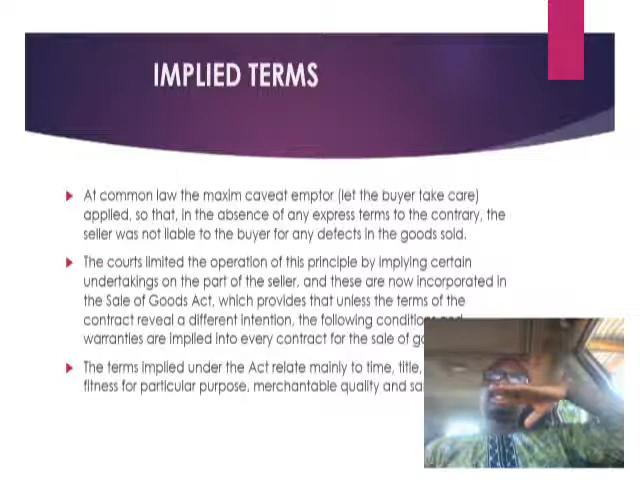 IMPLIED TERMS
At common law the maxim caveat emptor (let the buyer take care)
applied, so that, in the absence of any express terms to the contrary, the
seller was not liable to the buyer for any defects in the goods sold.
The courts limited the operation of this principle by implying certain
undertakings on the part of the seller, and these are now incorporated in
the Sale of Goods Act, which provides that unless the terms of the
contract reveal a different intention, the following conditions and
warranties are implied into every contract for the sale of
The terms implied under the Act relate mainly to time, title,
fitness for particular purpose, merchantable quality and